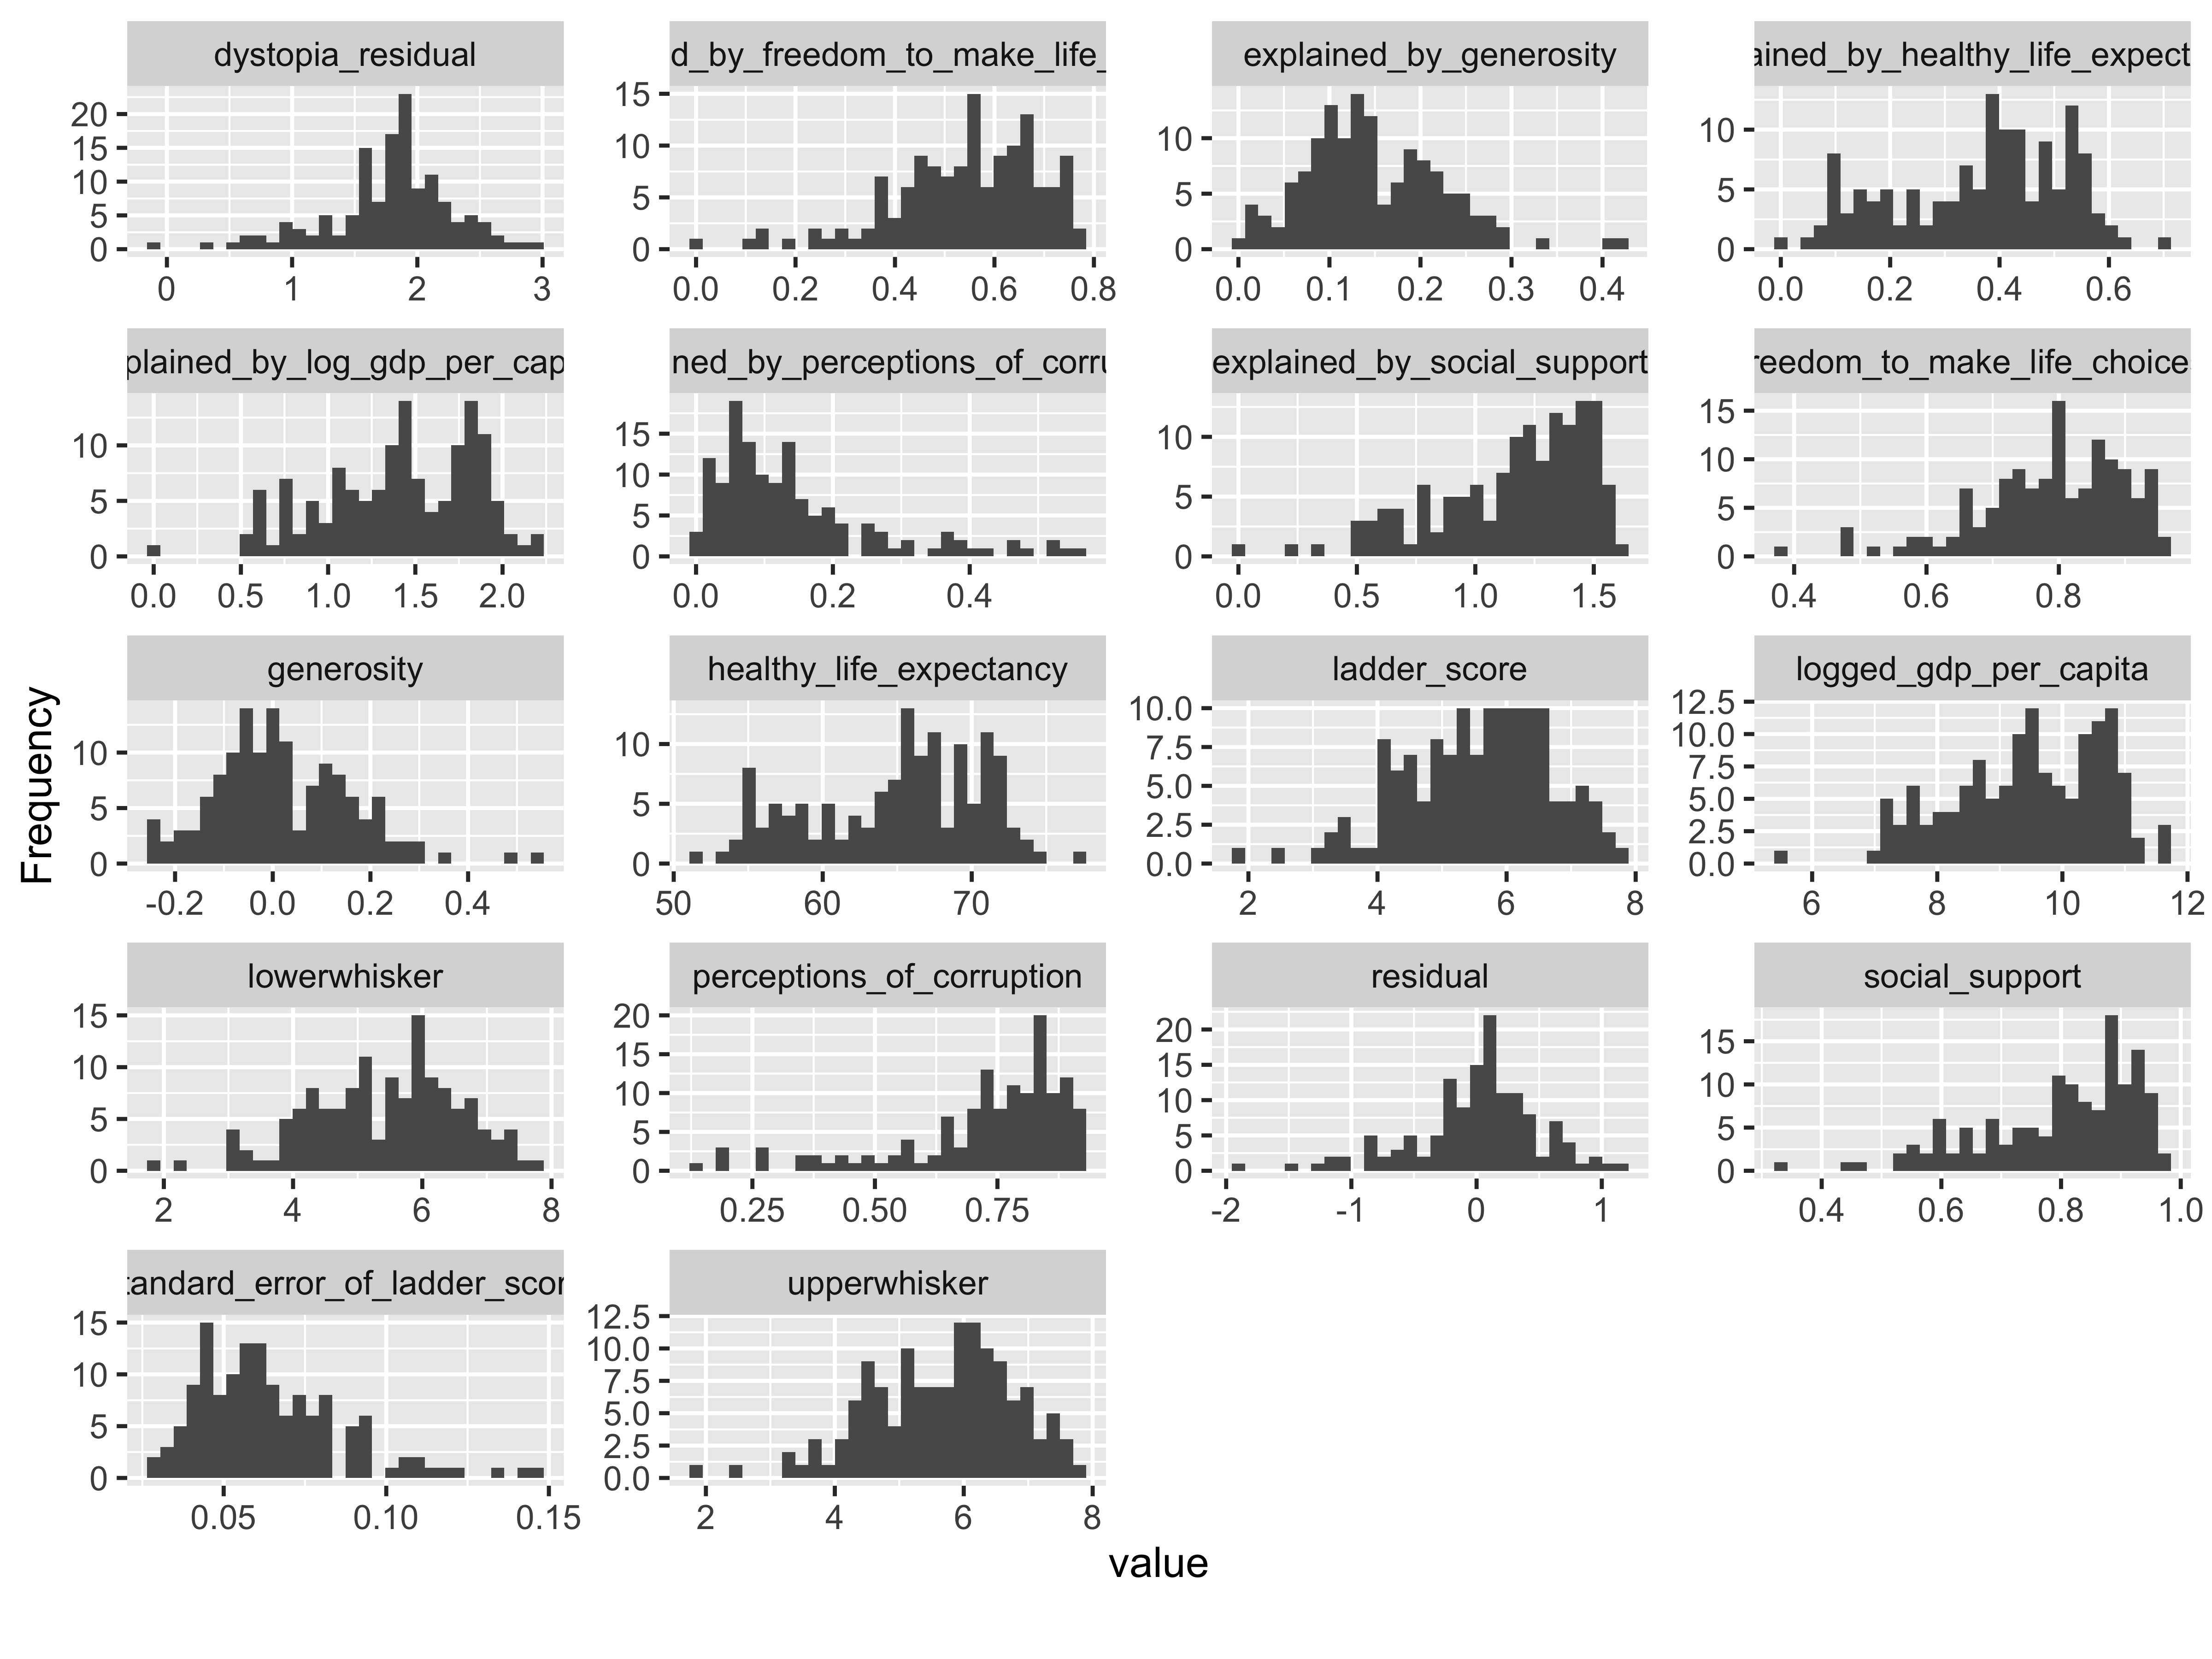 dystopia_residual d_by_freedom_to_make_life_ explained_by_generosity ained_by_healthy_life_expect
20 15 10 5 0 15 10 5 0 10 5 0 10 5 0
0 1 2 3 0.0 0.2 0.4 0.6 0.8 0.0 0.1 0.2 0.3 0.4 0.0 0.2 0.4 0.6
plained_by_log_gdp_per_cap ned_by_perceptions_of_corru explained_by_social_support reedom_to_make_life_choice
10 5 0 15 10 5 0 10 5 0 15 10 5 0
0.0 0.5 1.0 1.5 2.0 0.0 0.2 0.4 0.0 0.5 1.0 1.5 0.4 0.6 0.8
Frequency
generosity healthy_life_expectancy ladder_score logged_gdp_per_capita
10 5 0 10 5 0 10.0 7.5 5.0 2.5 0.0 12.5 10.0 7.5 5.0 2.5 0.0
-0.2 0.0 0.2 0.4 50 60 70 2 4 6 8 6 8 10 12
lowerwhisker perceptions_of_corruption residual social_support
15 10 5 0 20 15 10 5 0 20 15 10 5 0 15 10 5 0
2 4 6 8 0.25 0.50 0.75 -2 -1 0 1 0.4 0.6 0.8 1.0
tandard_error_of_ladder_scor upperwhisker
15 10 5 0 12.5 10.0 7.5 5.0 2.5 0.0
0.05 0.10 0.15 2 4 6 8
value